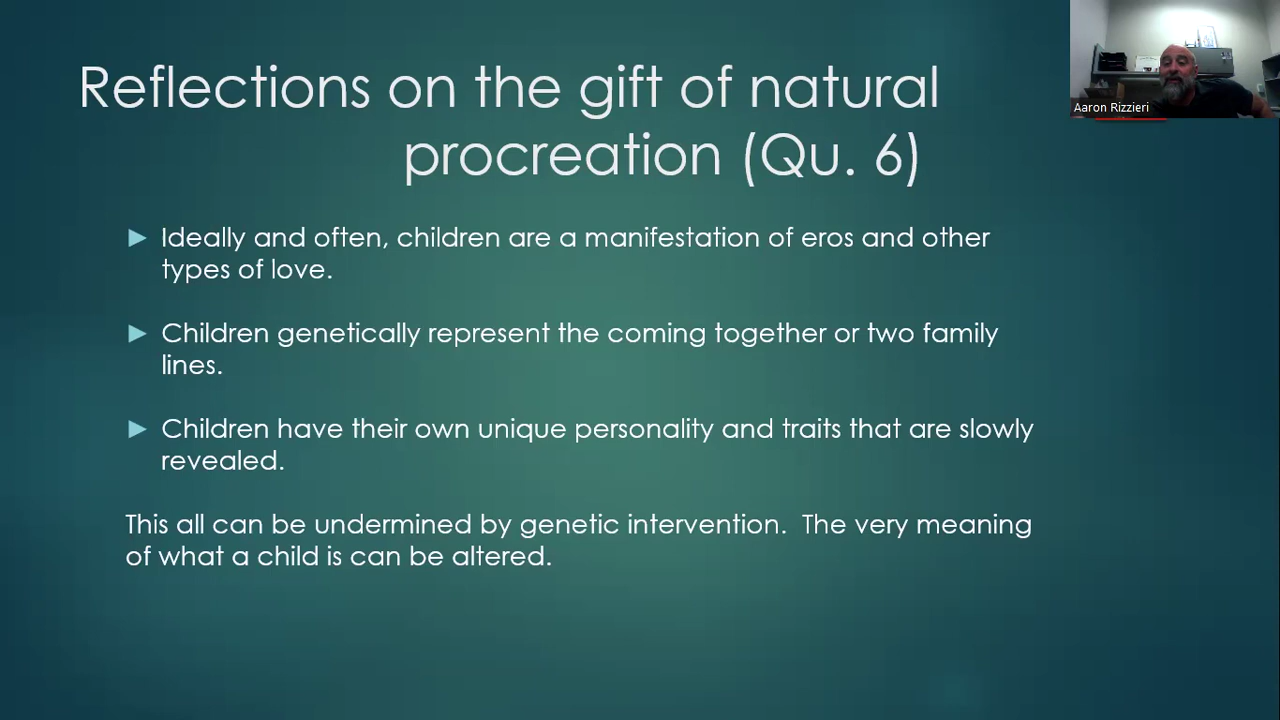 Reflections on the gift of natural
procreation (Qu. 6)
Aaron Rizzieri
► Ideally and often, children are a manifestation of eros and other
types of love.
► Children genetically represent the coming together or two family
lines.
► Children have their own unique personality and traits that are slowly
revealed.
This all can be undermined by genetic intervention.  The very meaning
of what a child is can be altered.